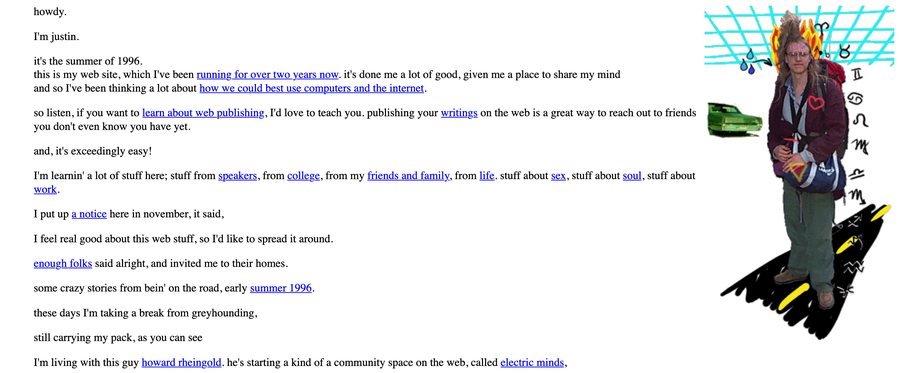 howdy.
I'm justin.
it's the summer of 1996.
this is my web site, which I've been running for over two years now. it's done me a lot of good, given me a place to share my mind
and so I've been thinking a lot about how we could best use computers and the internet.
so listen, if you want to learn about web publishing, I'd love to teach you. publishing your writings on the web is a great way to reach out to friends
you don't even know you have yet.
and, it's exceedingly easy!
I'm learnin' a lot of stuff here; stuff from speakers, from college, from my friends and family, from life. stuff about sex, stuff about soul, stuff about
work.
I put up a notice here in november, it said,
I feel real good about this web stuff, so I'd like to spread it around.
enough folks said alright, and invited me to their homes.
some crazy stories from bein' on the road, early summer 1996.
these days I'm taking a break from greyhounding,
still carrying my pack, as you can see
I'm living with this guy howard rheingold. he's starting a kind of a community space on the web, called electric minds,